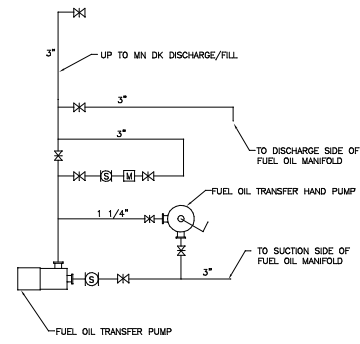 3"
UP TO MN DK DISCHARGE/FILL
3"
TO DISCHARGE SIDE OF
FUEL OIL MANIFOLD
3"
S
M
FUEL OIL TRANSFER HAND PUMP
1 1/4"
TO SUCTION SIDE OF
FUEL OIL MANIFOLD
3"
S
FUEL OIL TRANSFER PUMP